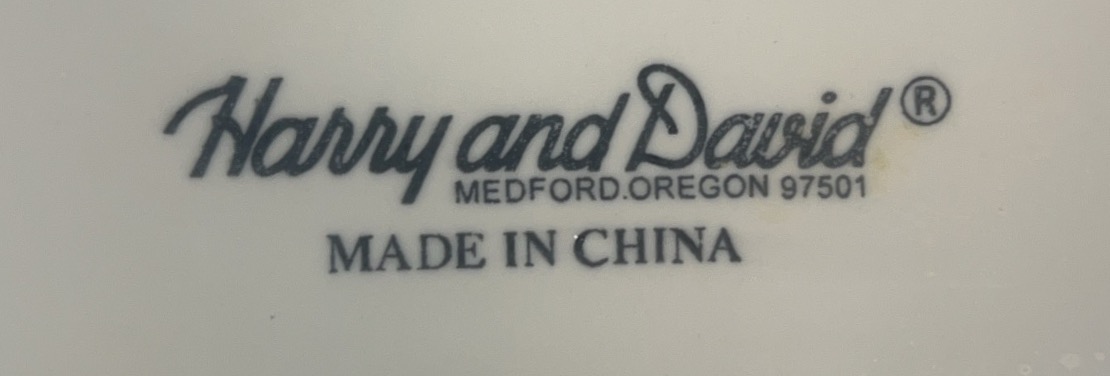 Harry and David®
MEDFORD.OREGON 97501
MADE IN CHINA